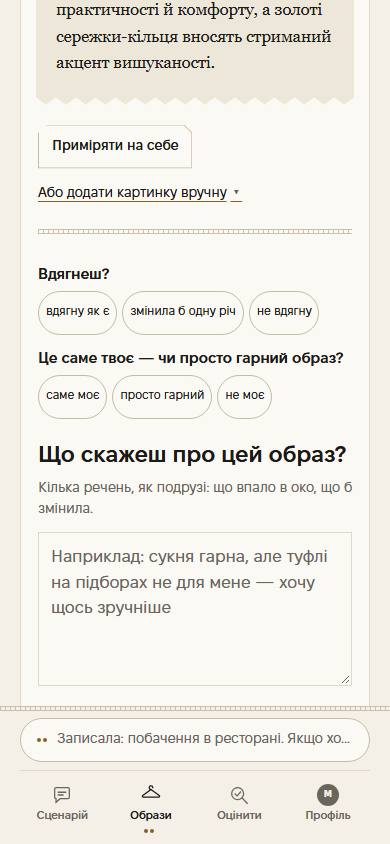 практичності й комфорту, а золоті
сережки-кільця вносять стриманий
акцент вишуканості.
Приміряти на себе
Або додати картинку вручну
Вдягнеш?
вдягну як є
змінила б одну річ
не вдягну
Це саме твоє — чи просто гарний образ?
саме моє
просто гарний
не моє
Що скажеш про цей образ?
Кілька речень, як подрузі: що впало в око, що б
змінила.
Наприклад: сукня гарна, але туфлі
на підборах не для мене — хочу
щось зручніше
Записала: побачення в ресторані. Якщо хо...
Сценарій
Образи
Оцінити
М
Профіль